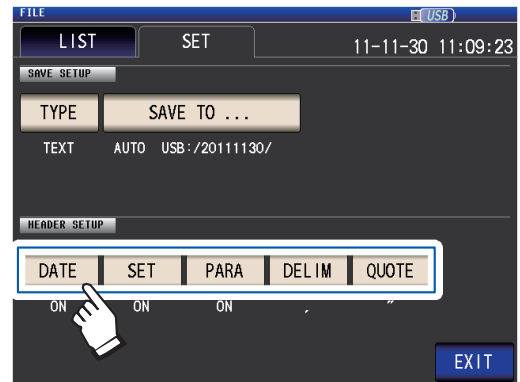 FILE
USB
LIST SET 11-11-30 11:09:23
SAVE SETUP
TYPE SAVE TO ...
TEXT AUTO USB:/20111130/
HEADER SETUP
DATE SET PARA DELIM QUOTE
ON ON ON , "
EXIT